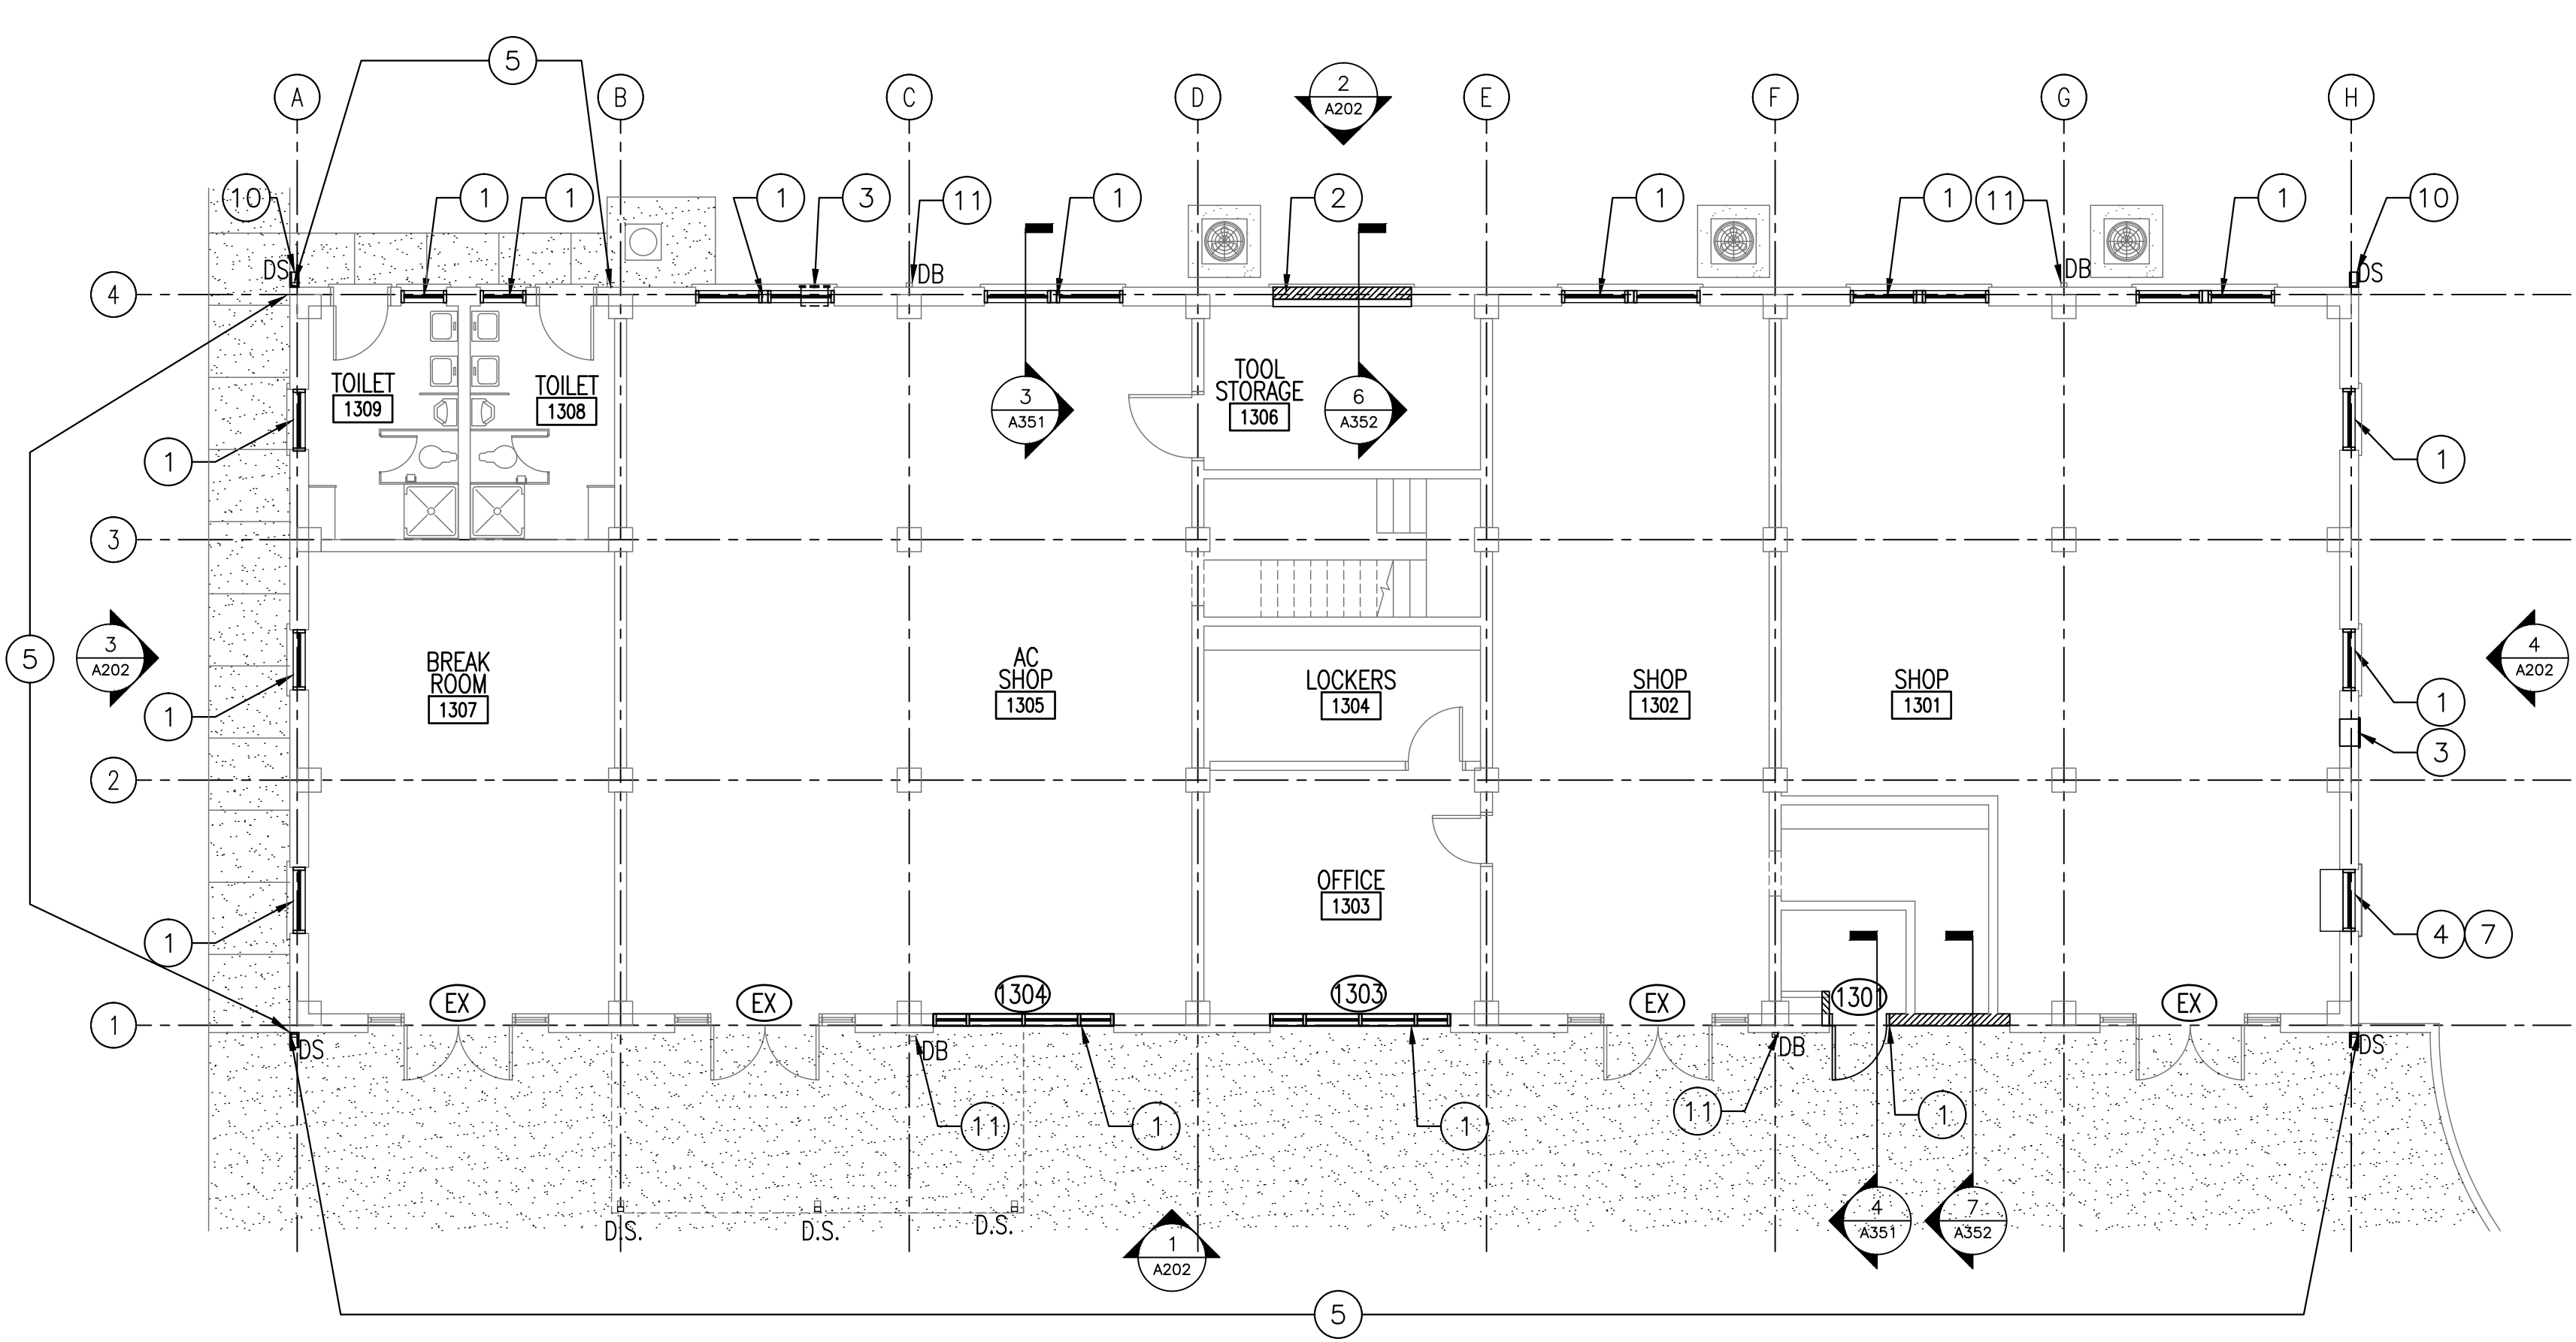 5
A
B
C
D
2
A202
E
F
G
H
10
1
1
1
3
11
1
2
1
1
11
1
10
DS
DB
DB
DS
4
TOILET
1309
TOILET
1308
3
A351
TOOL
STORAGE
1306
6
A352
1
1
3
5
3
A202
1
BREAK
ROOM
1307
AC
SHOP
1305
LOCKERS
1304
SHOP
1302
SHOP
1301
4
A202
1
3
2
OFFICE
1303
1
4
7
EX
EX
1304
1303
EX
1301
EX
1
DS
DB
DB
DS
11
1
1
11
1
D.S.
D.S.
D.S.
1
A202
4
A351
7
A352
5